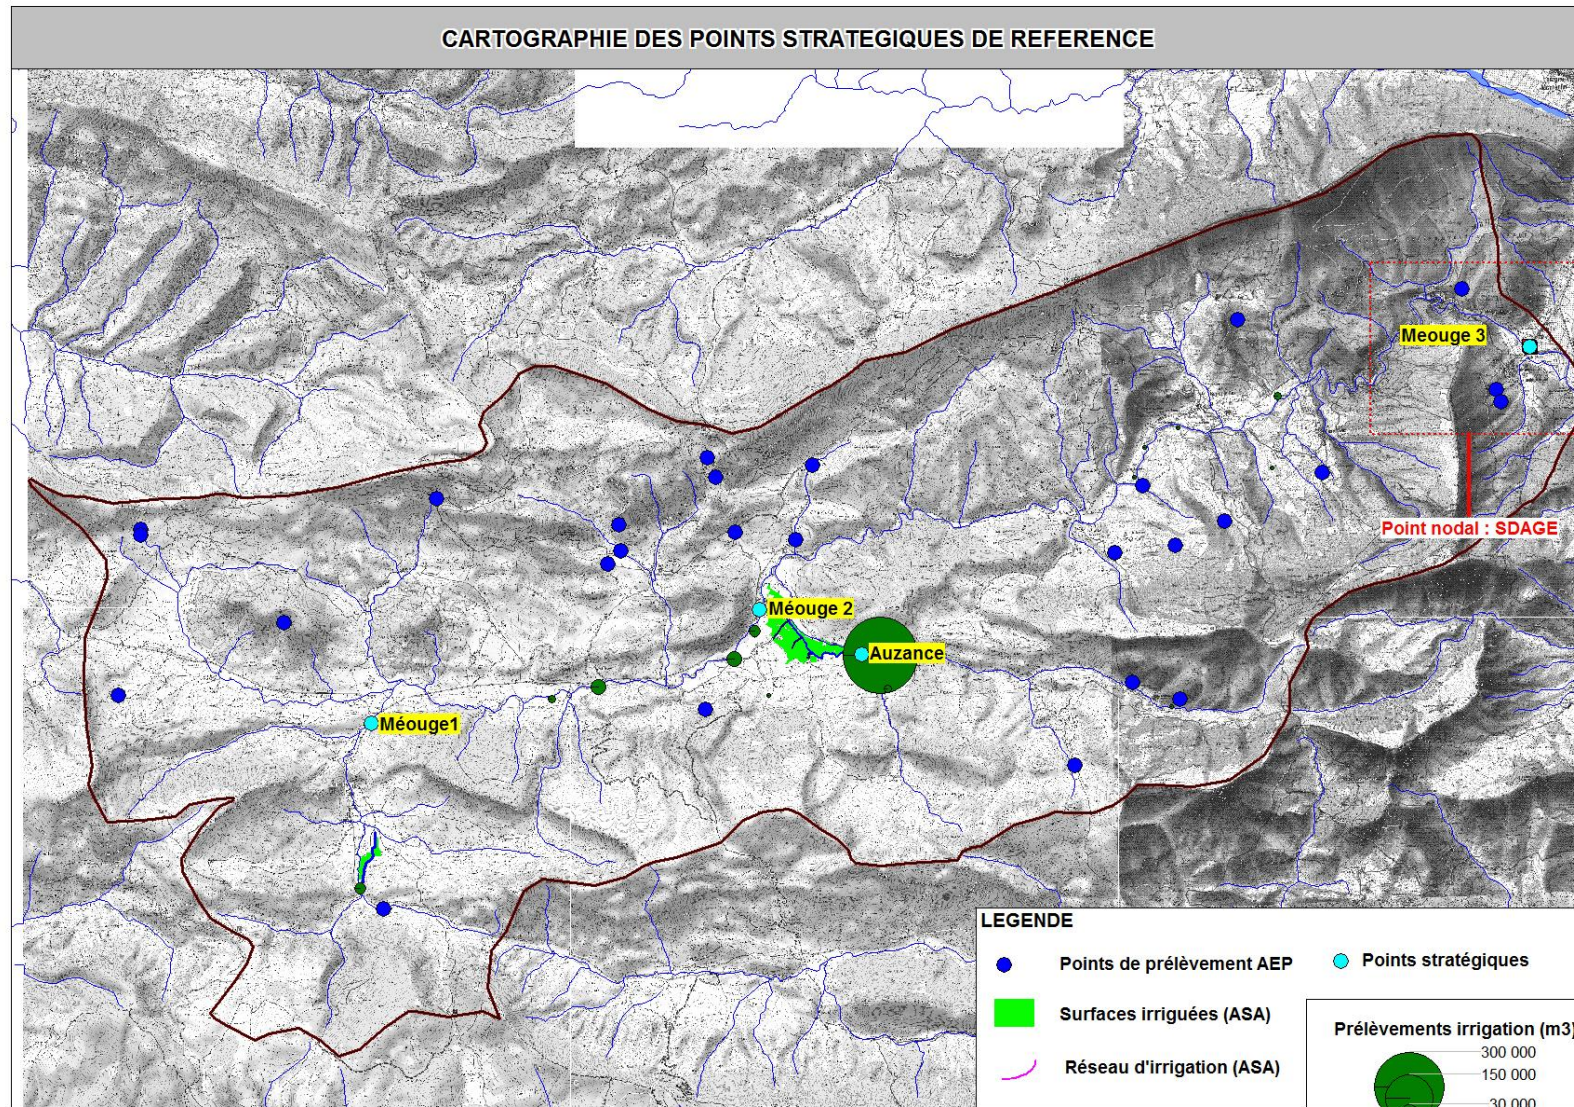 CARTOGRAPHIE DES POINTS STRATEGIQUES DE REFERENCE
Meouge 3
Point nodal : SDAGE
Méouge 2
Auzance
Méouge1
LEGENDE
Points de prélèvement AEP
Points stratégiques
Surfaces irriguées (ASA)
Réseau d'irrigation (ASA)
Prélèvements irrigation (m3)
300 000
150 000
30 000